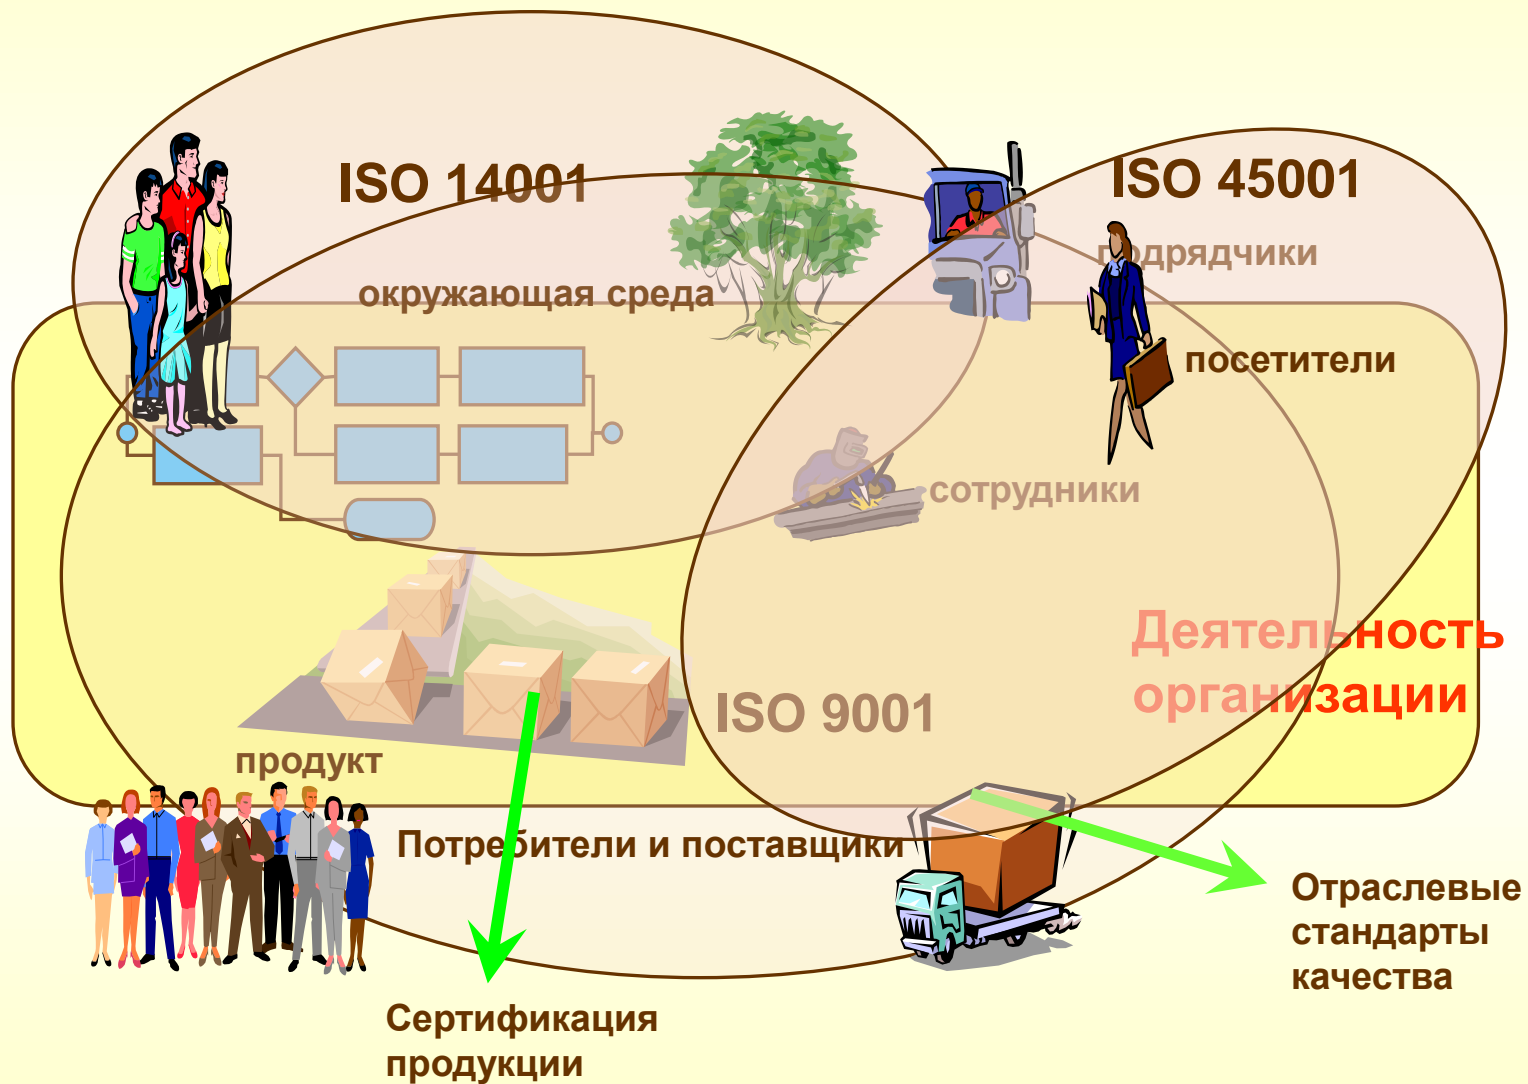 ISO 14001
ISO 45001
подрядчики
окружающая среда
посетители
сотрудники
Деятельность
организации
ISO 9001
продукт
Потребители и поставщики
Отраслевые
стандарты
качества
Сертификация
продукции